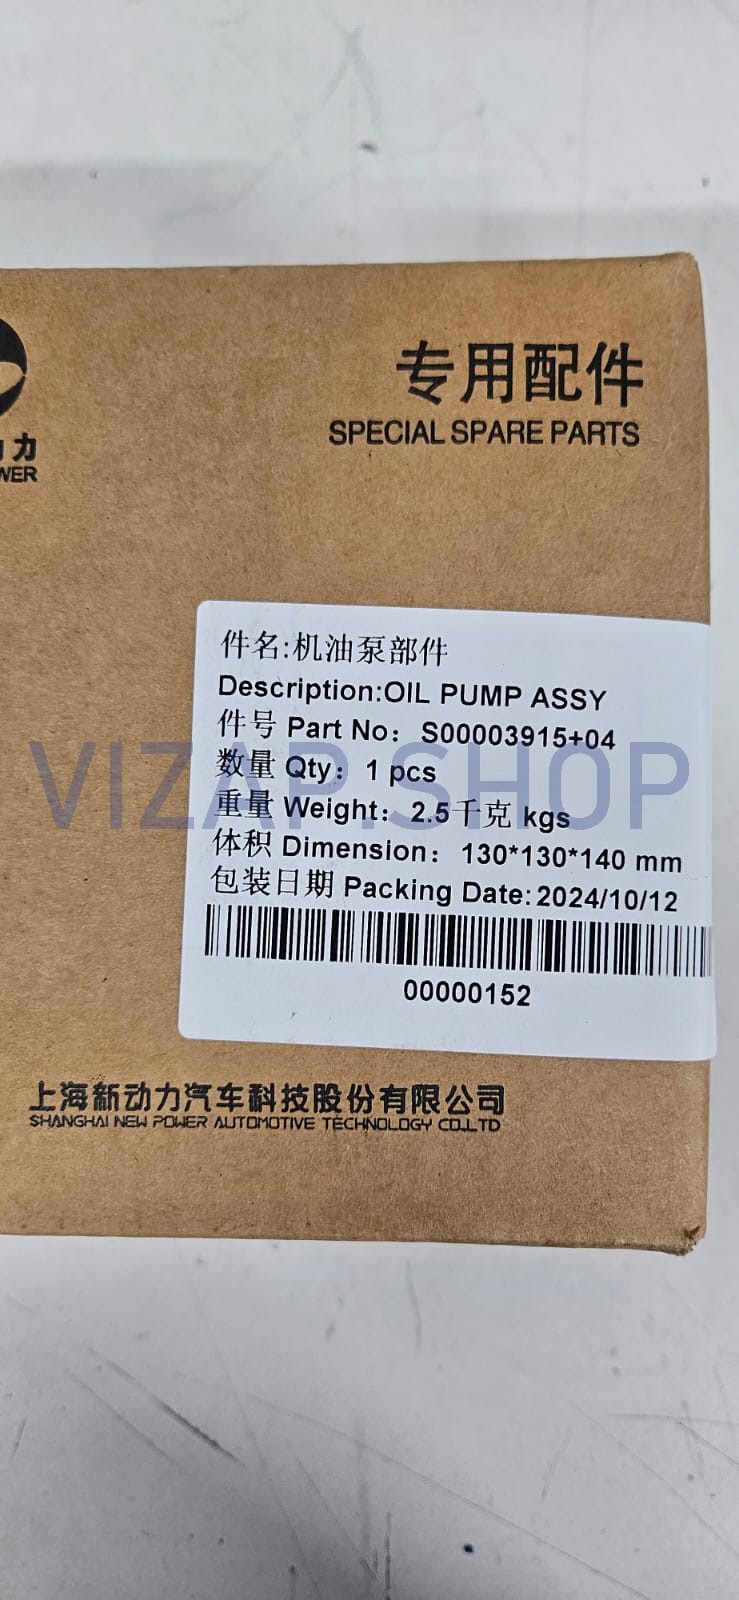 专用配件
SPECIAL SPARE PARTS
力
WER
件名:机油泵部件
Description:OIL PUMP ASSY
件号 Part No: S00003915+04
数量 Qty: 1 pcs
重量 Weight: 2.5千克 kgs
体积 Dimension: 130*130*140 mm
包装日期 Packing Date: 2024/10/12
00000152
VIZAP.SHOP
上海新动力汽车科技股份有限公司
SHANGHAI NEW POWER AUTOMOTIVE TECHNOLOGY CO.,LTD